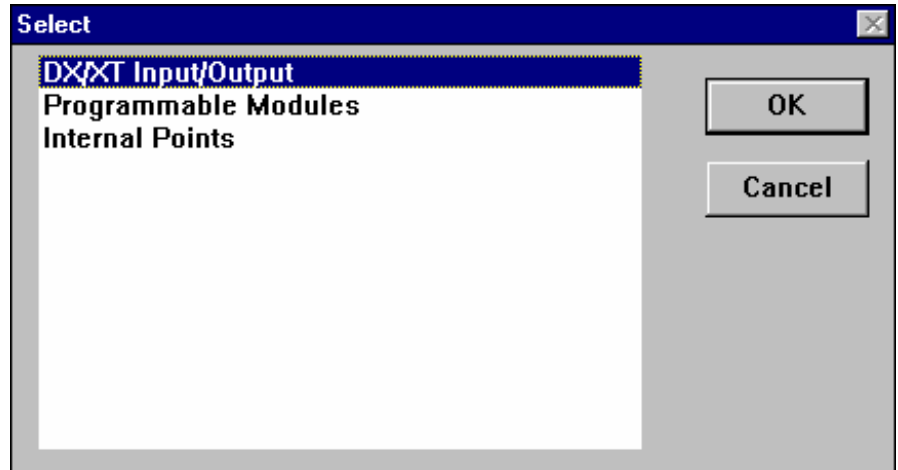 Select
DX/XT Input/Output
Programmable Modules
Internal Points
OK
Cancel